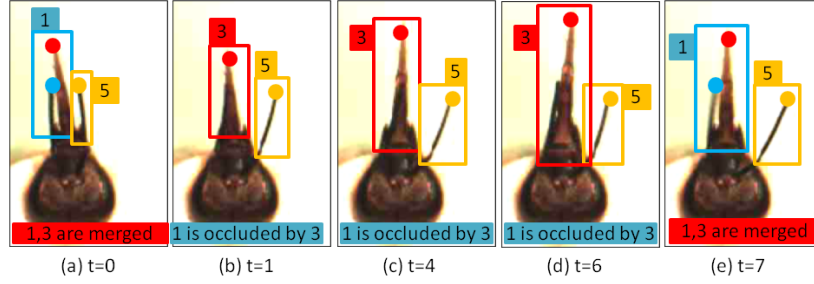 1
5
1,3 are merged
(a) t=0
3
5
1 is occluded by 3
(b) t=1
3
5
1 is occluded by 3
(c) t=4
3
5
1 is occluded by 3
(d) t=6
1
5
1,3 are merged
(e) t=7